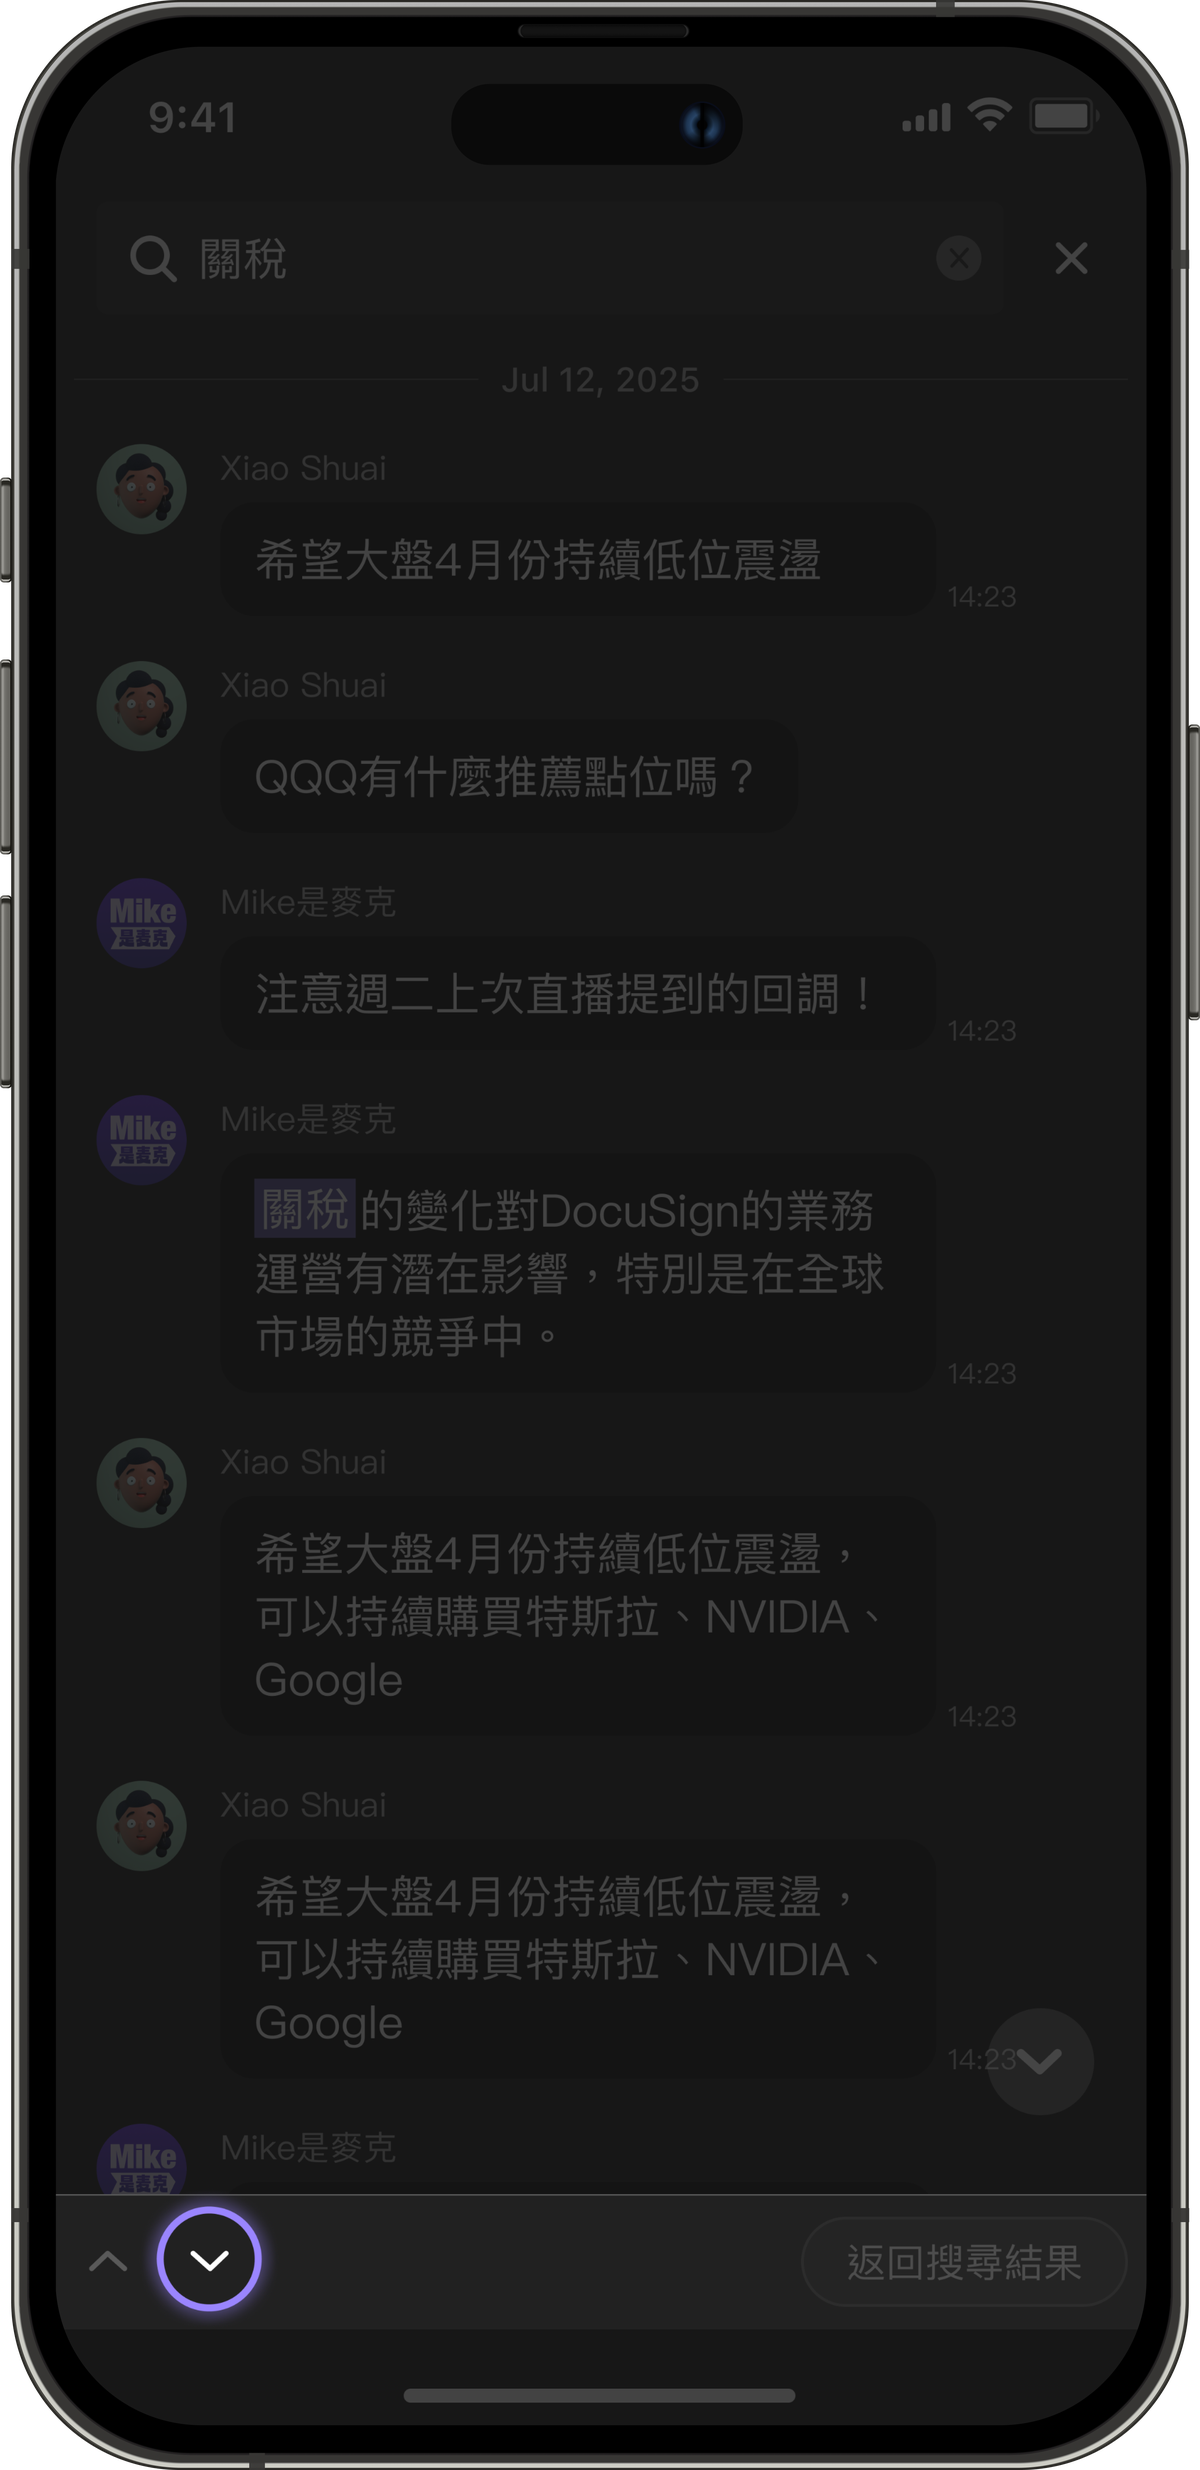 9:41
關稅
Jul 12, 2025
Xiao Shuai
希望大盤4月份持續低位震盪
14:23
Xiao Shuai
QQQ有什麼推薦點位嗎？
Mike
是麥克
Mike是麥克
注意週二上次直播提到的回調！
14:23
Mike
是麥克
Mike是麥克
關稅的變化對DocuSign的業務
運營有潛在影響，特別是在全球
市場的競爭中。
14:23
Xiao Shuai
希望大盤4月份持續低位震盪，
可以持續購買特斯拉、NVIDIA、
Google
14:23
Xiao Shuai
希望大盤4月份持續低位震盪，
可以持續購買特斯拉、NVIDIA、
Google
14:23
Mike
是麥克
Mike是麥克
返回搜尋結果